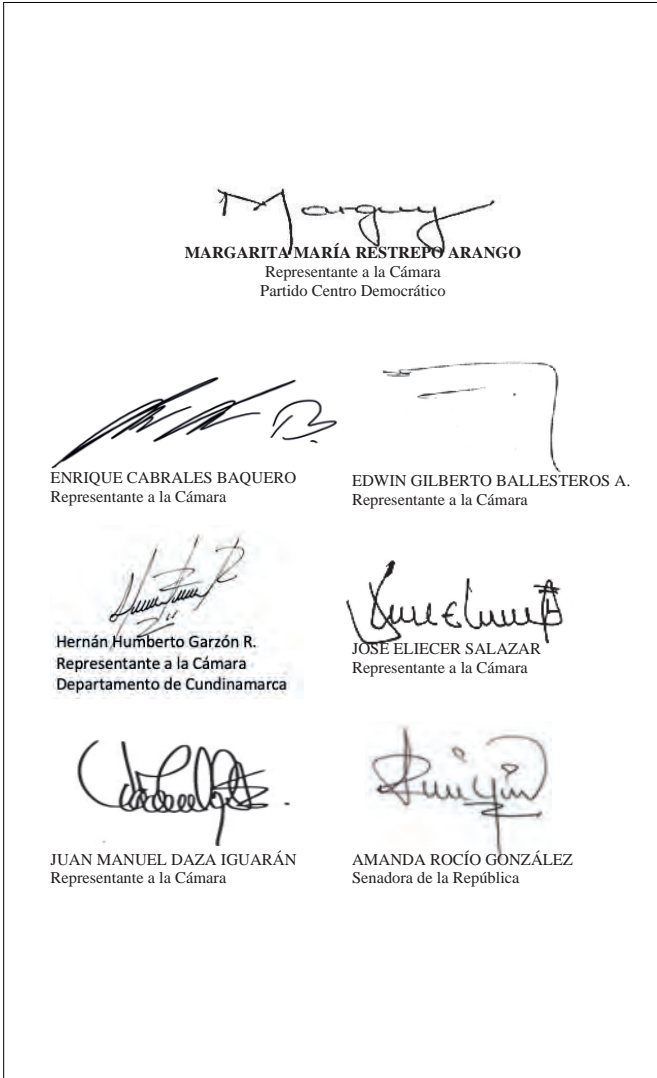 Marguy
MARGARITA MARÍA RESTREPO ARANGO
Representante a la Cámara
Partido Centro Democrático
ENRIQUE CABRALES BAQUERO
Representante a la Cámara
EDWIN GILBERTO BALLESTEROS A.
Representante a la Cámara
Hernán Humberto Garzón R.
Representante a la Cámara
Departamento de Cundinamarca
JOSÉ ELIECER SALAZAR
Representante a la Cámara
JUAN MANUEL DAZA IGUARÁN
Representante a la Cámara
AMANDA ROCÍO GONZÁLEZ
Senadora de la República